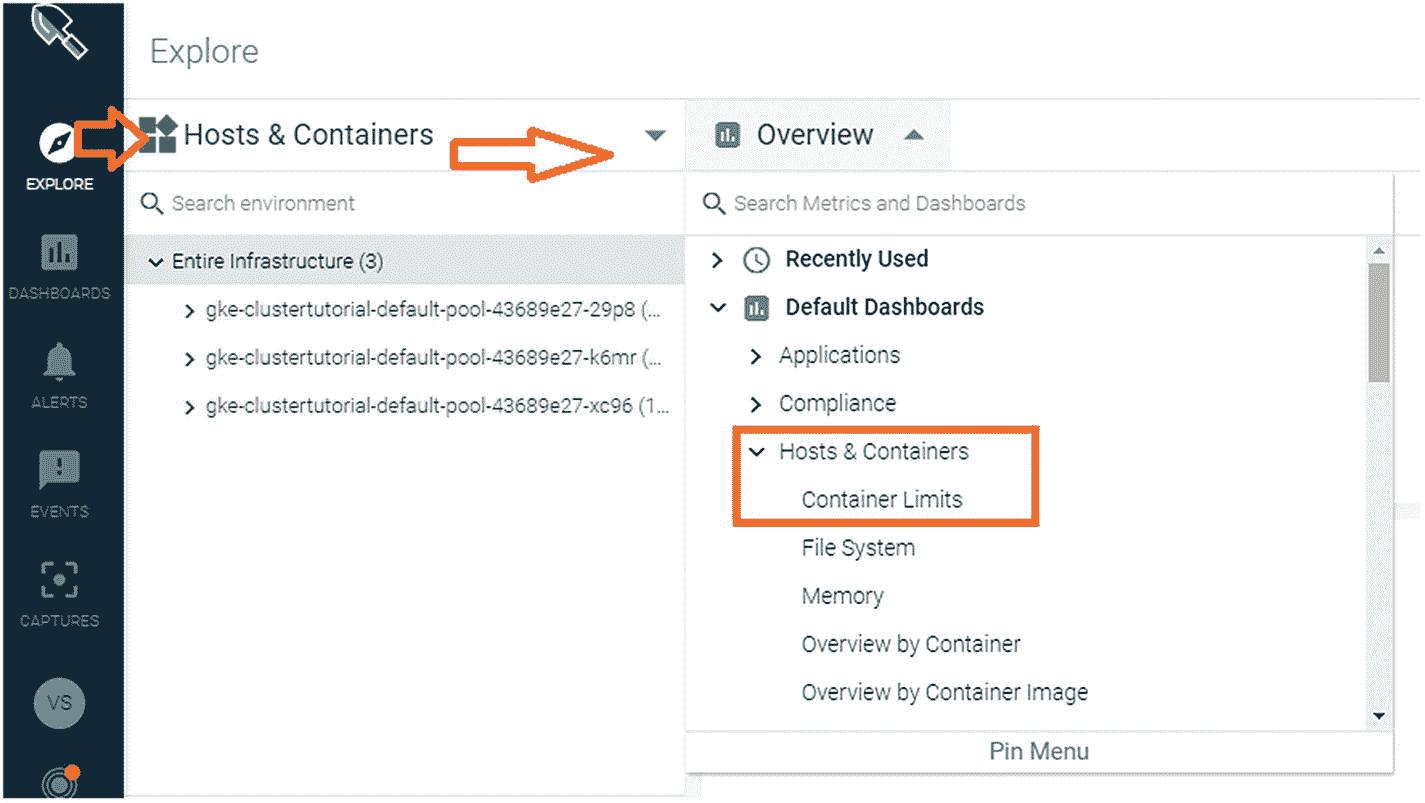 Explore
EXPLORE
DASHBOARDS
ALERTS
EVENTS
CAPTURES
VS
Hosts & Containers
Search environment
Entire Infrastructure (3)
gke-clustertutorial-default-pool-43689e27-29p8 (...
gke-clustertutorial-default-pool-43689e27-k6mr (...
gke-clustertutorial-default-pool-43689e27-xc96 (1...
Overview
Search Metrics and Dashboards
Recently Used
Default Dashboards
Applications
Compliance
Hosts & Containers
Container Limits
File System
Memory
Overview by Container
Overview by Container Image
Pin Menu